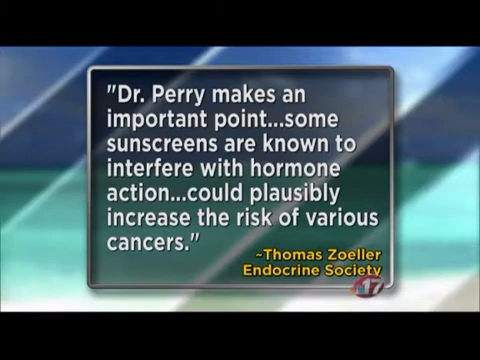 "Dr. Perry makes an
important point...some
sunscreens are known to
interfere with hormone
action...could plausibly
increase the risk of various
cancers."
~Thomas Zoeller
Endocrine Society
17